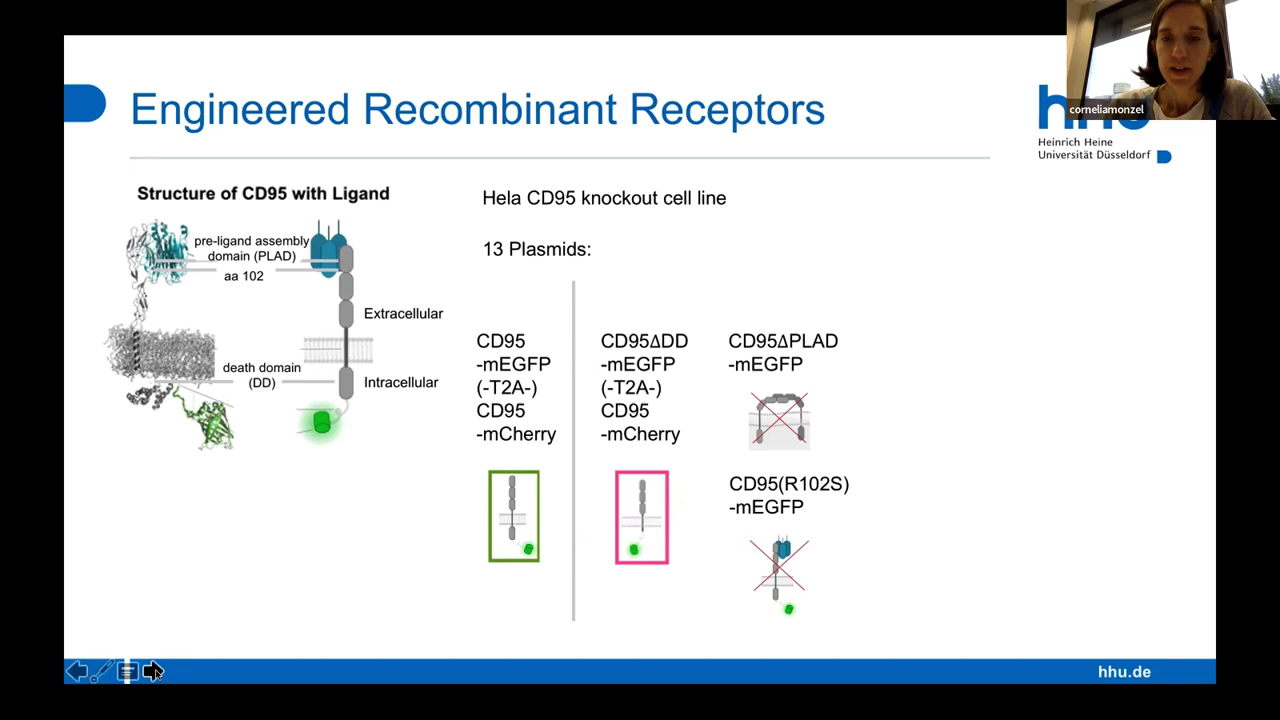 corneliamonzel
Engineered Recombinant Receptors
Heinrich Heine
Universität Düsseldorf
Structure of CD95 with Ligand
pre-ligand assembly
domain (PLAD)
aa 102
Extracellular
death domain
(DD)
Intracellular
Hela CD95 knockout cell line
13 Plasmids:
CD95
-mEGFP
(-T2A-)
CD95
-mCherry
CD95ΔDD
-mEGFP
(-T2A-)
CD95
-mCherry
CD95ΔPLAD
-mEGFP
CD95(R102S)
-mEGFP
hhu.de